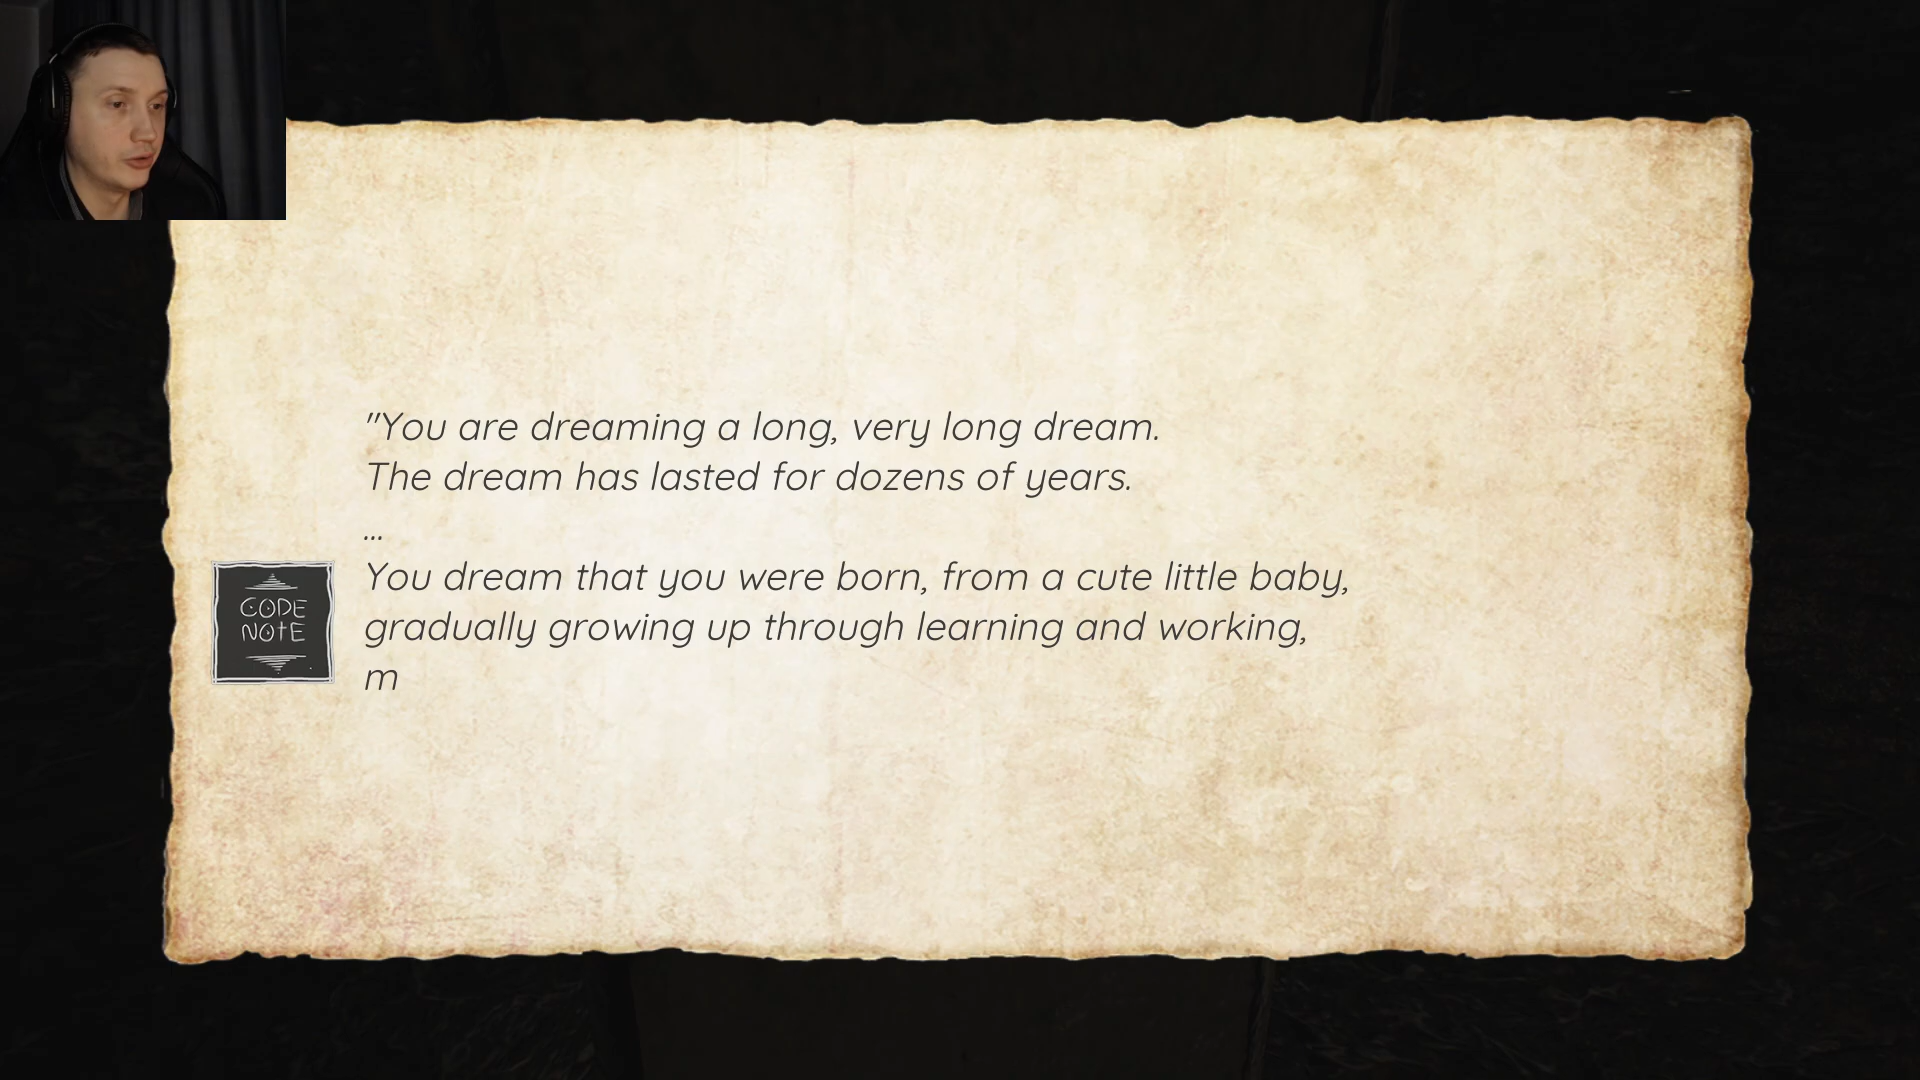 "You are dreaming a long, very long dream.
The dream has lasted for dozens of years.
...
You dream that you were born, from a cute little baby,
CODE
NOTE
gradually growing up through learning and working,
m